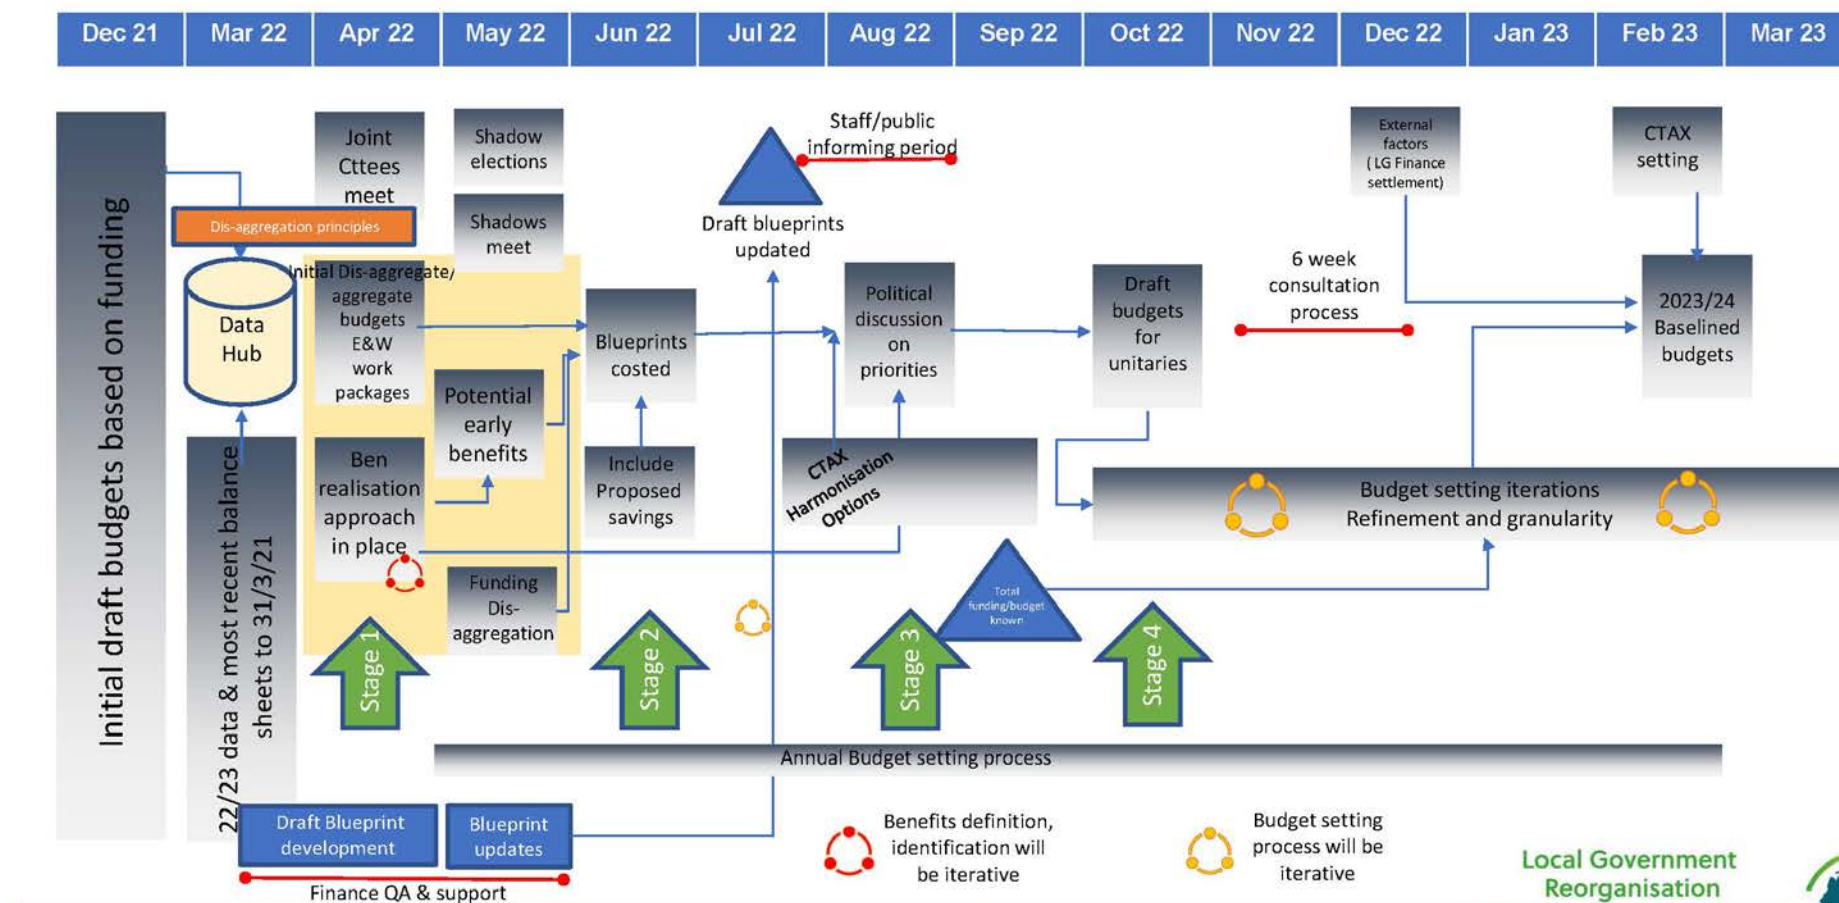 Dec 21
Mar 22
Apr 22
May 22
Jun 22
Jul 22
Aug 22
Sep 22
Oct 22
Nov 22
Dec 22
Jan 23
Feb 23
Mar 23
Initial draft budgets based on funding
Dis-aggregation principles
Data
Hub
22/23 data & most recent balance
sheets to 31/3/21
Joint
Cttees
meet
Initial Dis-aggregate/
aggregate
budgets
E&W
work
packages
Ben
realisation
approach
in place
Stage 1
Shadow
elections
Shadows
meet
Potential
early
benefits
Funding
Dis-
aggregation
Blueprints
costed
Include
Proposed
savings
Stage 2
Staff/public
informing period
Draft blueprints
updated
Political
discussion
on
priorities
CTAX
Harmonisation
Options
Stage 3
Total
funding/budget
known
Draft
budgets
for
unitaries
Stage 4
6 week
consultation
process
External
factors
( LG Finance
settlement)
CTAX
setting
2023/24
Baselined
budgets
Budget setting iterations
Refinement and granularity
Annual Budget setting process
Draft Blueprint
development
Blueprint
updates
Finance QA & support
Benefits definition,
identification will
be iterative
Budget setting
process will be
iterative
Local Government
Reorganisation